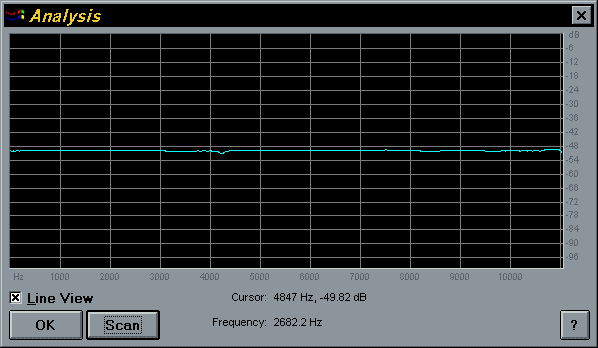 Analysis
dB
-6
-12
-18
-24
-30
-36
-42
-48
-54
-60
-66
-72
-78
-84
-90
-96
Hz 1000 2000 3000 4000 5000 6000 7000 8000 9000 10000
Line View
Cursor: 4847 Hz, -49.82 dB
OK Scan Frequency: 2682.2 Hz ?